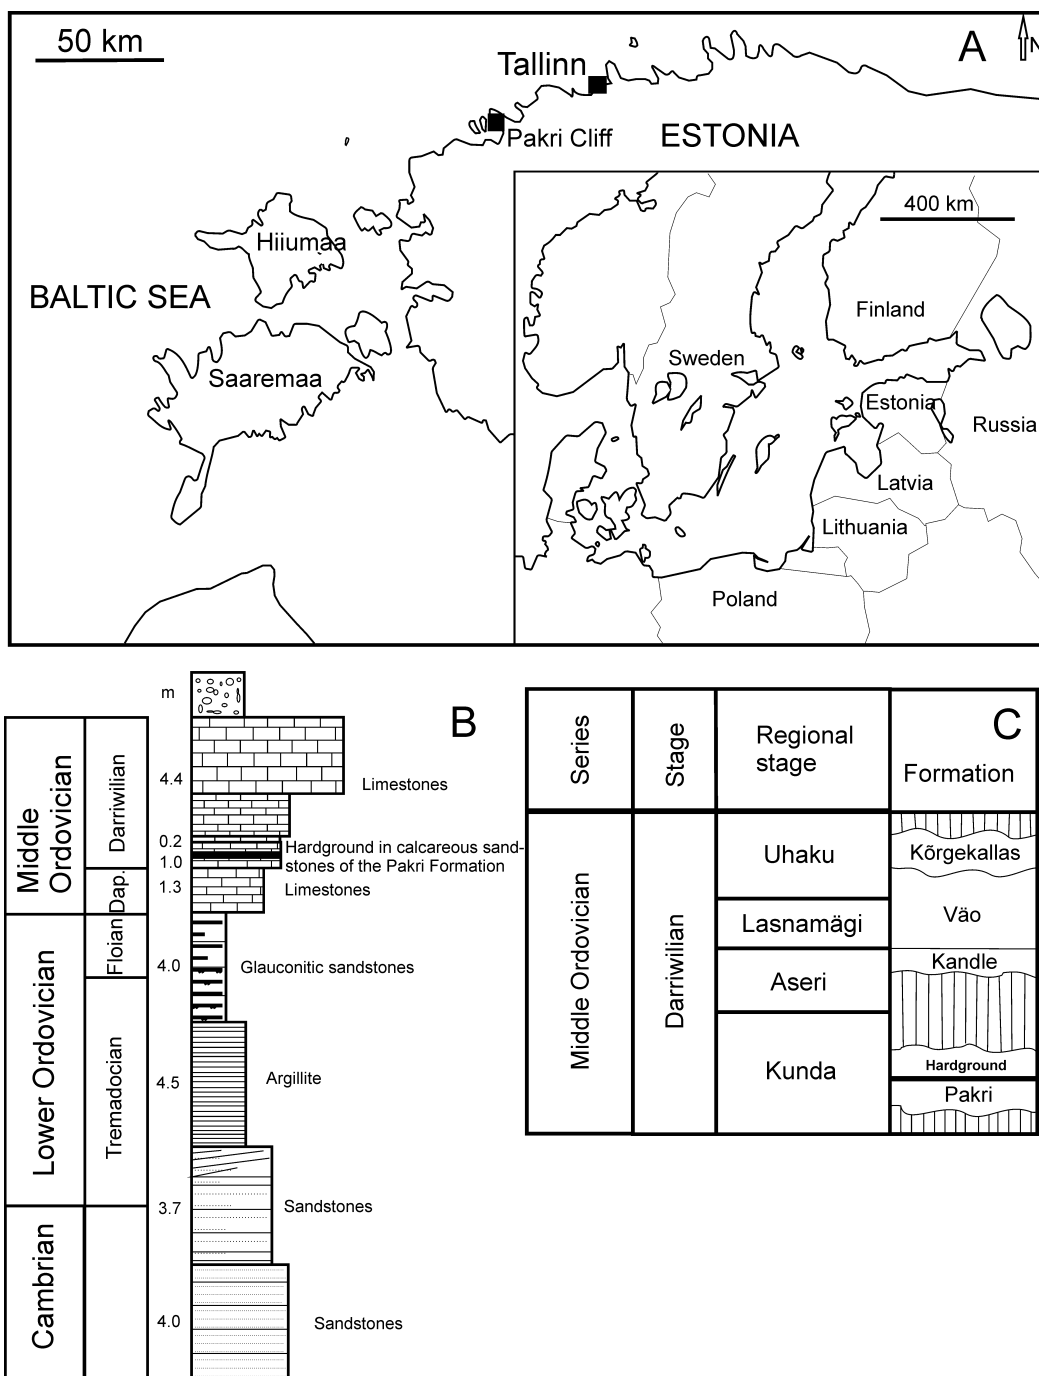 50 km
A
N
Tallinn
Pakri Cliff
ESTONIA
400 km
Hiiumaa
BALTIC SEA
Finland
Sweden
Saaremaa
Estonia
Russia
Latvia
Lithuania
Poland
B
m
Middle
Ordovician
Darriwilian
Dap.
Lower Ordovician
Floian
Tremadocian
Cambrian
4.4
Limestones
0.2
Hardground in calcareous sand-
1.0
stones of the Pakri Formation
1.3
Limestones
4.0
Glauconitic sandstones
4.5
Argillite
3.7
Sandstones
4.0
Sandstones
C
Series
Stage
Regional
stage
Formation
Middle Ordovician
Darriwilian
Uhaku
Kõrgekallas
Lasnamägi
Väo
Aseri
Kandle
Kunda
Hardground
Pakri